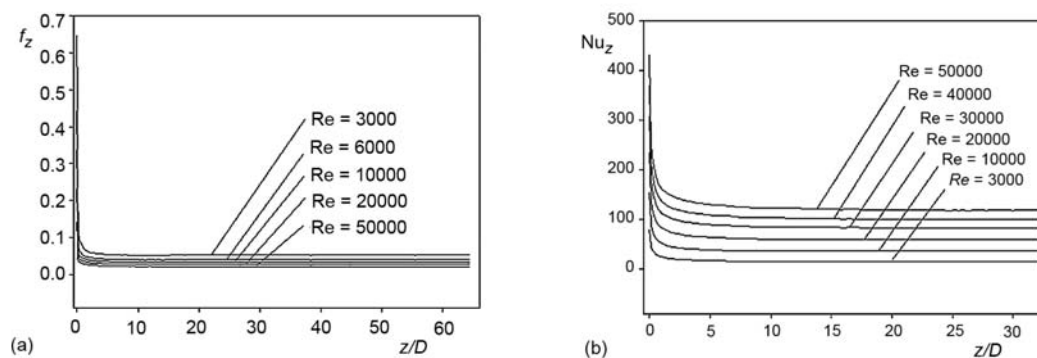 0.7
f_z
0.6
0.5
0.4
0.3
0.2
0.1
0.0
Re = 3000
Re = 6000
Re = 10000
Re = 20000
Re = 50000
0 10 20 30 40 50 60
z/D
(a)
500
Nu_z
400
300
200
100
0
Re = 50000
Re = 40000
Re = 30000
Re = 20000
Re = 10000
Re = 3000
0 5 10 15 20 25 30
z/D
(b)